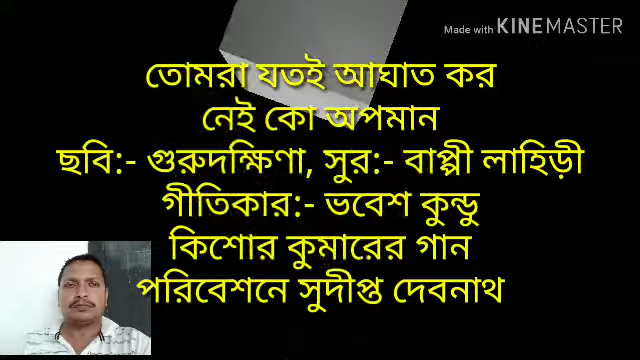 Made with KINEMASTER
তোমরা যতই আঘাত কর
নেই কো অপমান
ছবি:- গুরুদক্ষিণা, সুর:- বাপ্পী লাহিড়ী
গীতিকার:- ভবেশ কুন্ডু
কিশোর কুমারের গান
পরিবেশনে সুদীপ্ত দেবনাথ